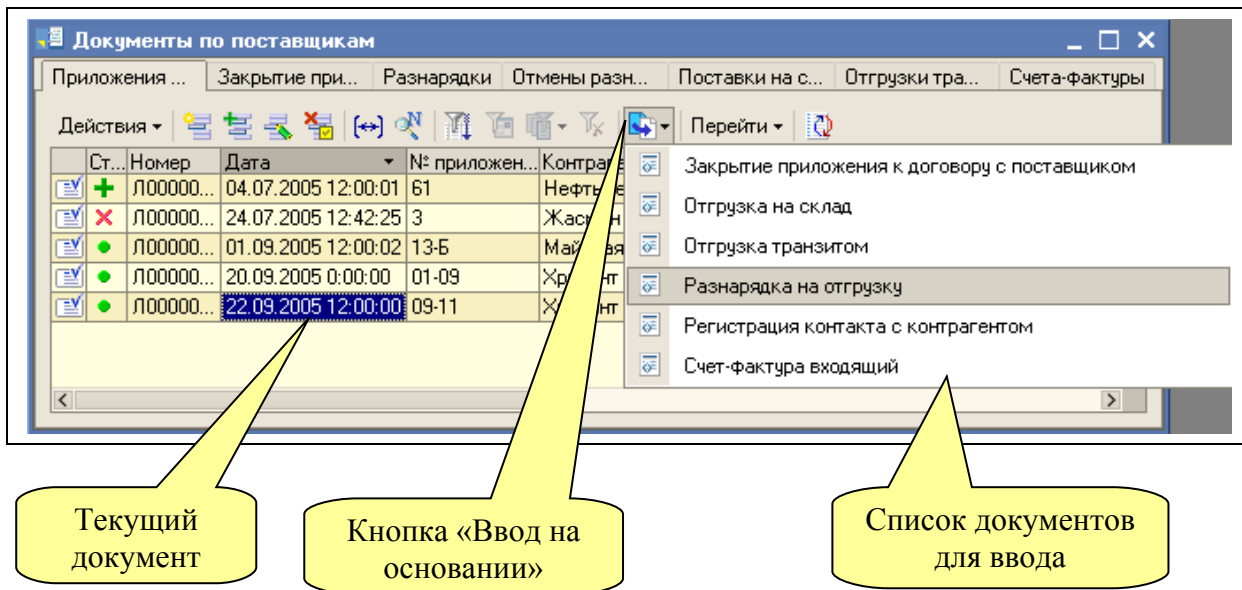 Документы по поставщикам
Приложения ... Закрытие при... Разнарядки Отмены разн... Поставки на с... Отгрузки тра... Счета-фактуры
Действия Перейти
Ст... Номер Дата № приложен... Контраге
Л00000... 04.07.2005 12:00:01 61
Л00000... 24.07.2005 12:42:25 3
Л00000... 01.09.2005 12:00:02 13-Б
Л00000... 20.09.2005 0:00:00 01-09
Л00000... 22.09.2005 12:00:00 09-11
Закрытие приложения к договору с поставщиком
Отгрузка на склад
Отгрузка транзитом
Разнарядка на отгрузку
Регистрация контакта с контрагентом
Счет-фактура входящий
Текущий
документ
Кнопка «Ввод на
основании»
Список документов
для ввода